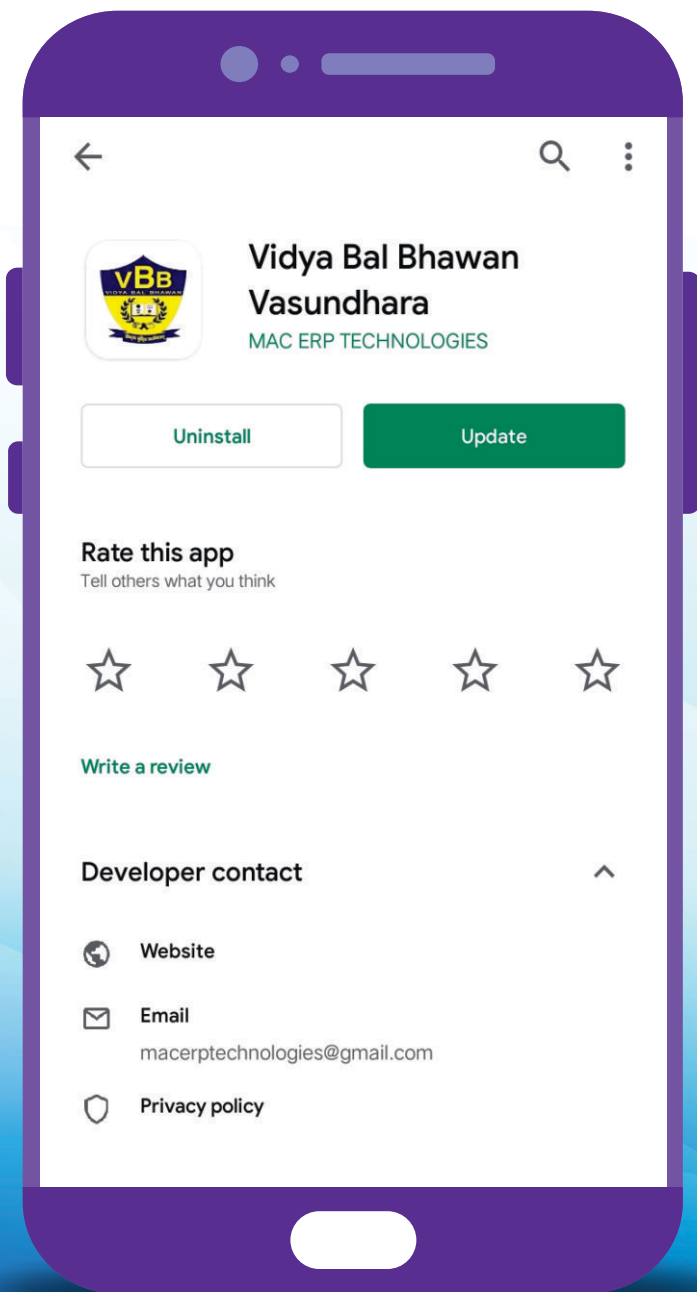 VBB
VIDYA BAL BHAWAN
Vidya Bal Bhawan
Vasundhara
MAC ERP TECHNOLOGIES
Uninstall
Update
Rate this app
Tell others what you think
Write a review
Developer contact
Website
Email
macerptechnologies@gmail.com
Privacy policy